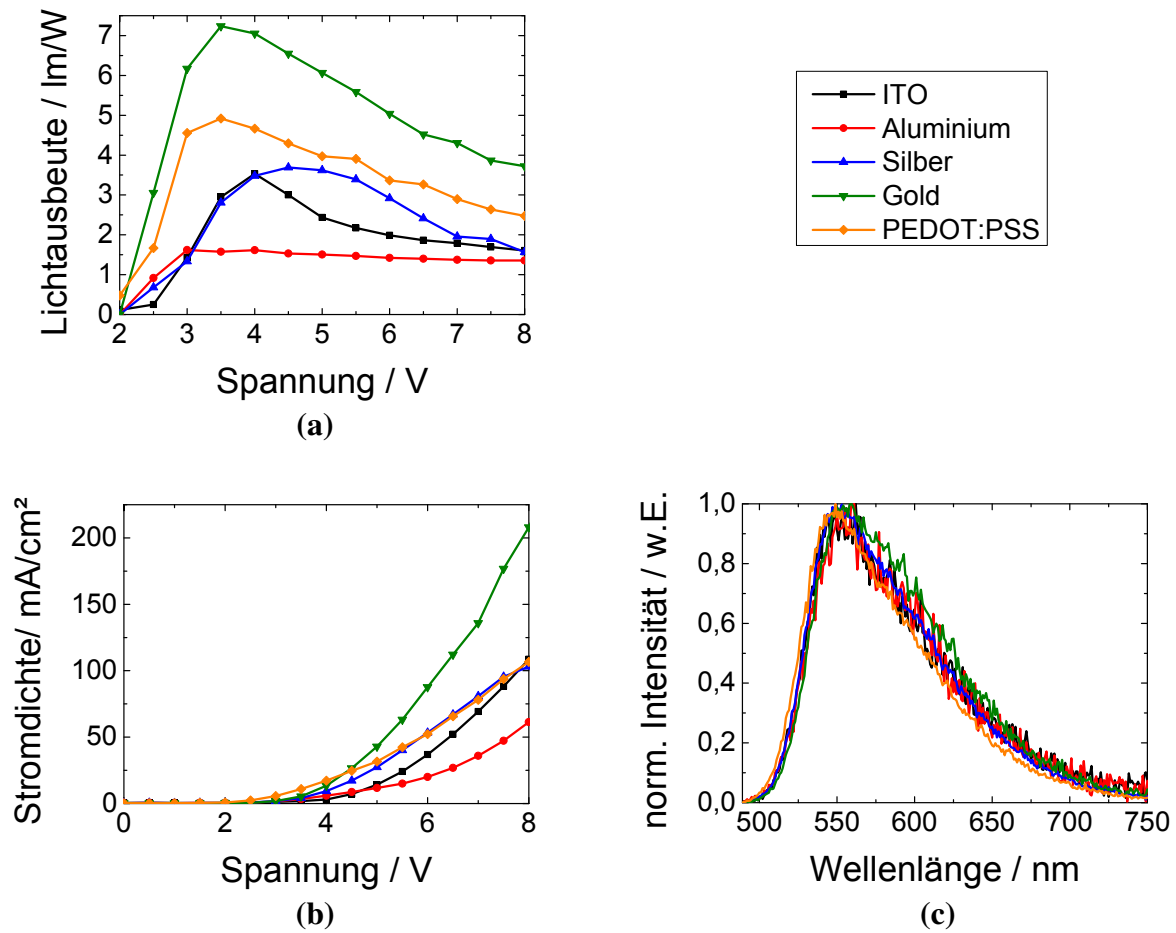 Lichtausbeute / lm/W
7
6
5
4
3
2
1
0
2 3 4 5 6 7 8
Spannung / V
(a)
ITO
Aluminium
Silber
Gold
PEDOT:PSS
Stromdichte/ mA/cm²
200
150
100
50
0
0 2 4 6 8
Spannung / V
(b)
norm. Intensität / w.E.
1,0
0,8
0,6
0,4
0,2
0,0
500 550 600 650 700 750
Wellenlänge / nm
(c)